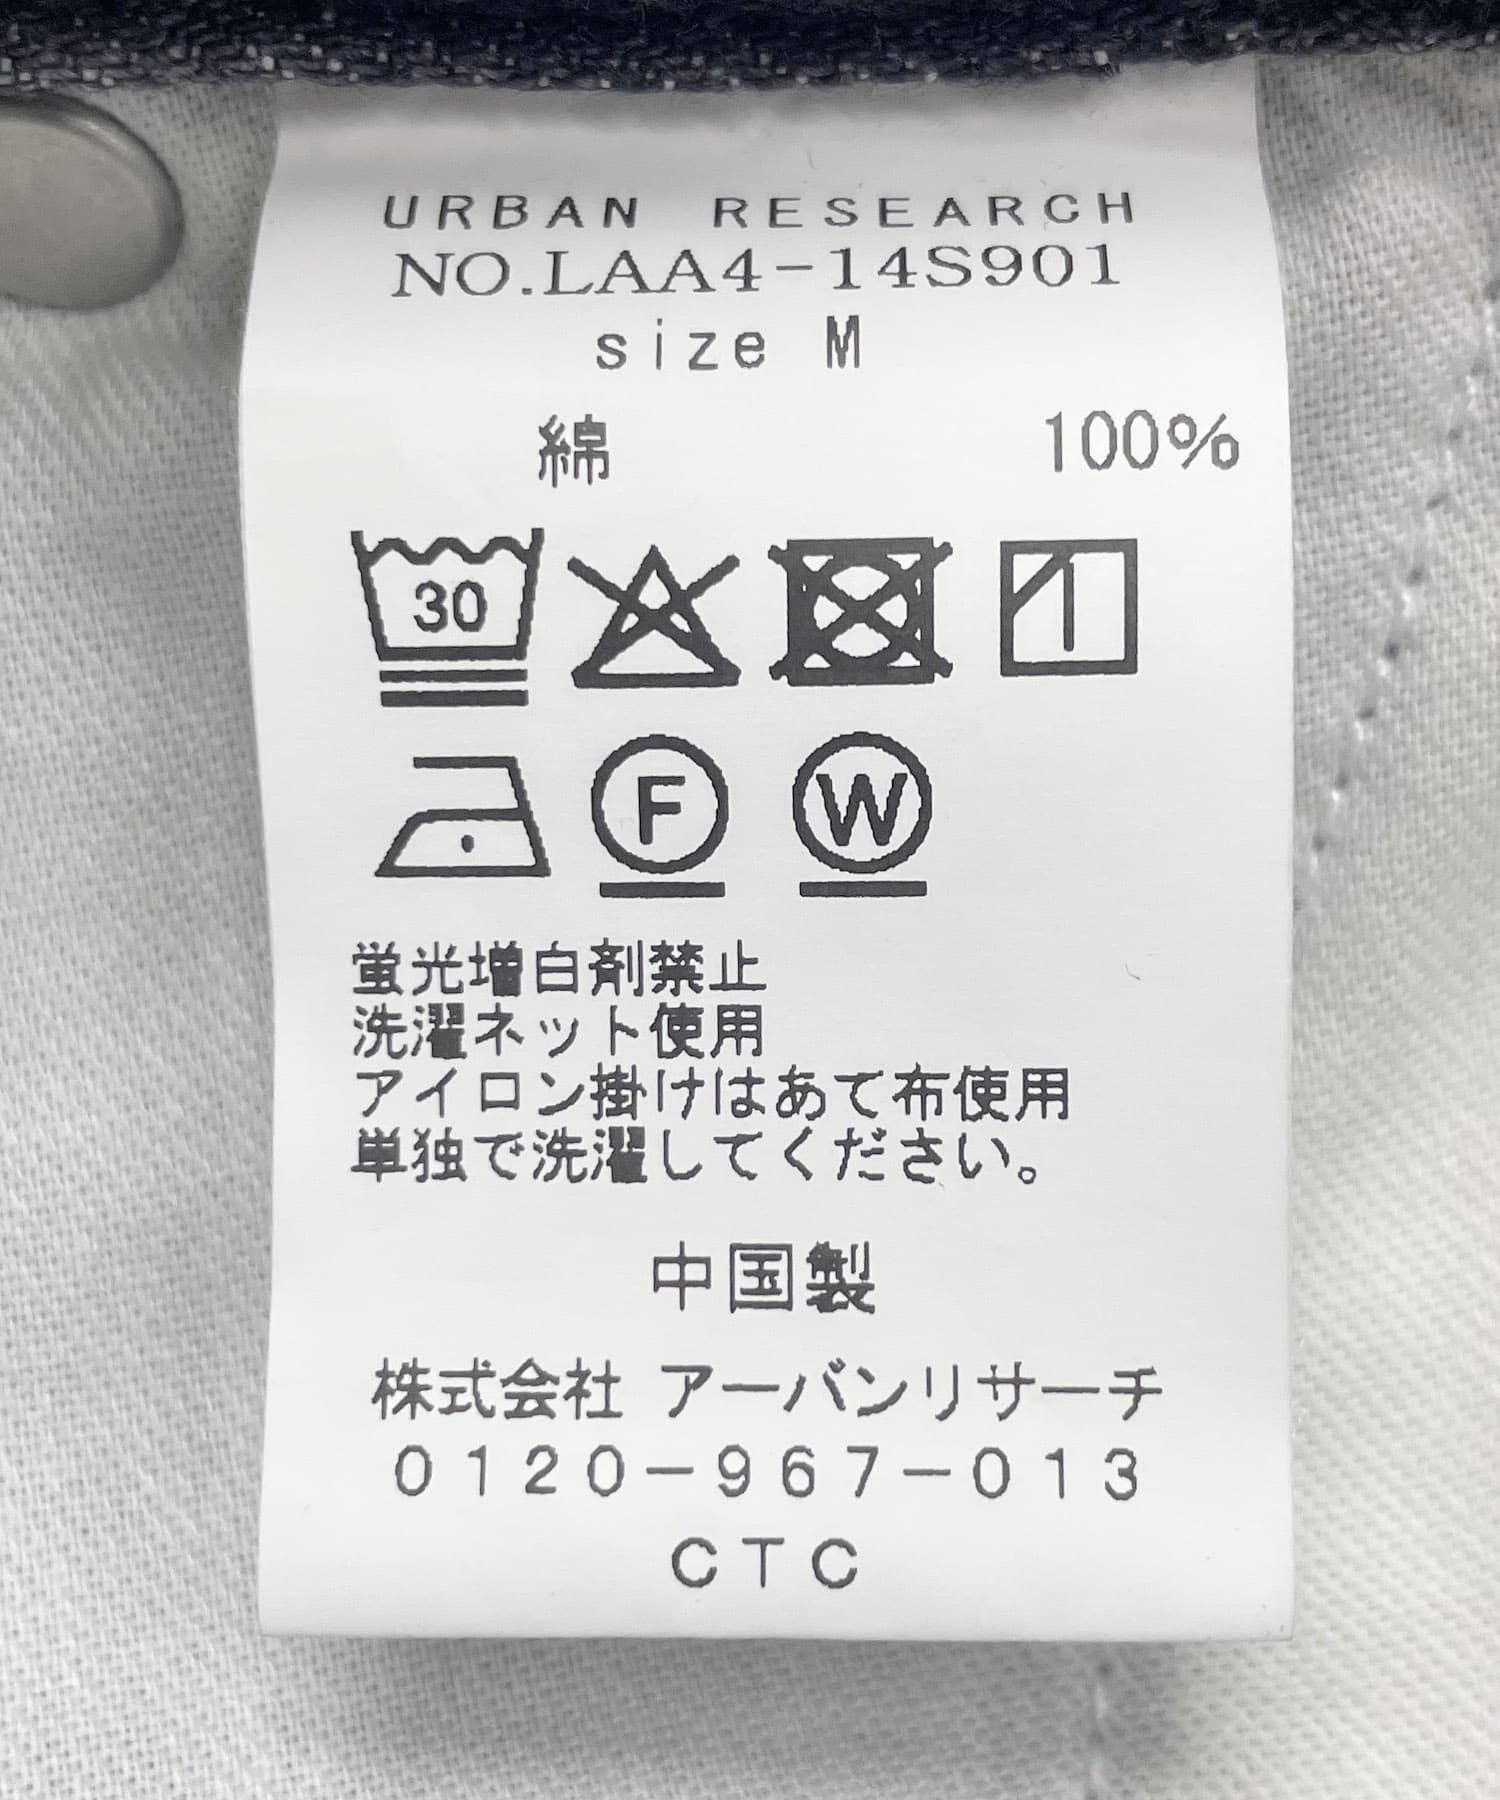 URBAN RESEARCH
NO.LAA4-14S901
size M
綿 100%
30
F W
蛍光増白剤禁止
洗濯ネット使用
アイロン掛けはあて布使用
単独で洗濯してください。
中国製
株式会社 アーバンリサーチ
0120-967-013
CTC